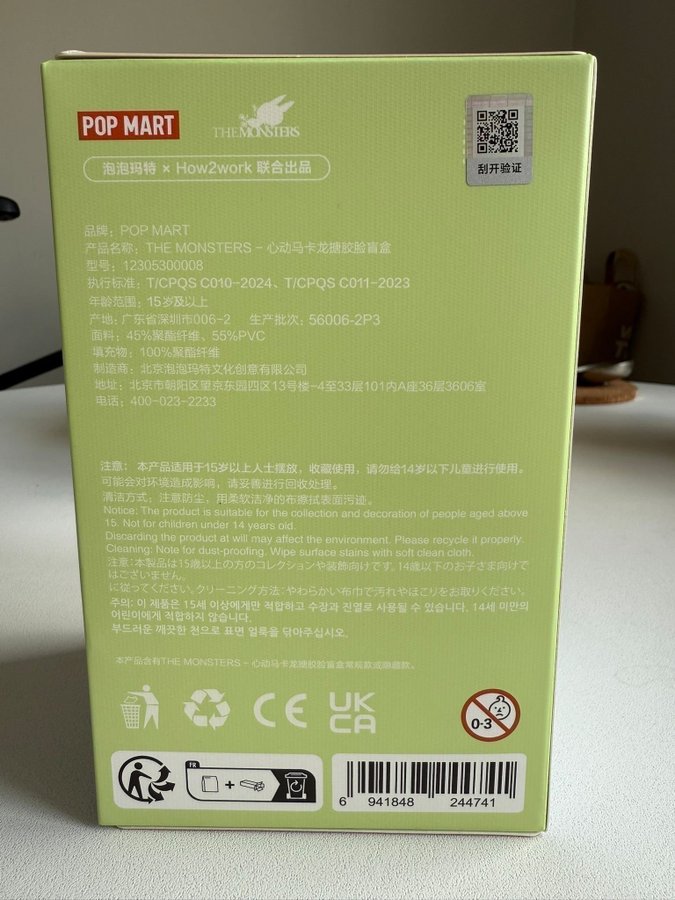 POP MART
THE MONSTERS
泡泡玛特 × How2work 联合出品
刮开验证
品牌：POP MART
产品名称：THE MONSTERS - 心动马卡龙搪胶脸盲盒
型号：12305300008
执行标准：T/CPQS C010-2024、T/CPQS C011-2023
年龄范围：15岁及以上
产地：广东省深圳市006-2 生产批次：56006-2P3
面料：45%聚酯纤维、55%PVC
填充物：100%聚酯纤维
制造商：北京泡泡玛特文化创意有限公司
地址：北京市朝阳区望京东园四区13号楼-4至33层101内A座36层3606室
电话：400-023-2233
注意：本产品适用于15岁以上人士摆放，收藏使用，请勿给14岁以下儿童进行使用。
可能会对环境造成影响，请妥善进行回收处理。
清洁方式：注意防尘，用柔软洁净的布擦拭表面污迹。
Notice: The product is suitable for the collection and decoration of people aged above
15. Not for children under 14 years old.
Discarding the product at will may affect the environment. Please recycle it properly.
Cleaning: Note for dust-proofing. Wipe surface stains with soft clean cloth.
注意：本製品は15歳以上の方のコレクションや装飾向けです。14歳以下のお子さま向けで
はございません。
に従ってください。クリーニング方法：やわらかい布巾で汚れやほこりをお取りください。
주의: 이 제품은 15세 이상에게만 적합하고 수장과 진열로 사용될 수 있습니다. 14세 미만의
어린이에게 적합하지 않습니다.
부드러운 깨끗한 천으로 표면 얼룩을 닦아주십시오.
本产品含有THE MONSTERS - 心动马卡龙搪胶脸盲盒常规款或隐藏款。
CE
UK
CA
0-3
FR
+
6 941848 244741